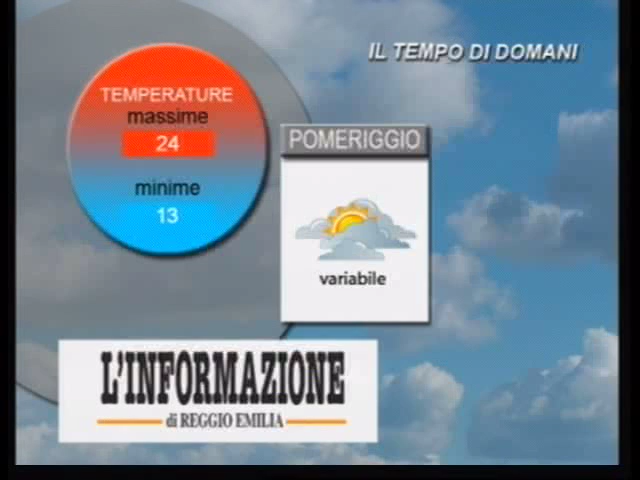 IL TEMPO DI DOMANI
TEMPERATURE
massime
24
minime
13
POMERIGGIO
variabile
L'INFORMAZIONE
di REGGIO EMILIA